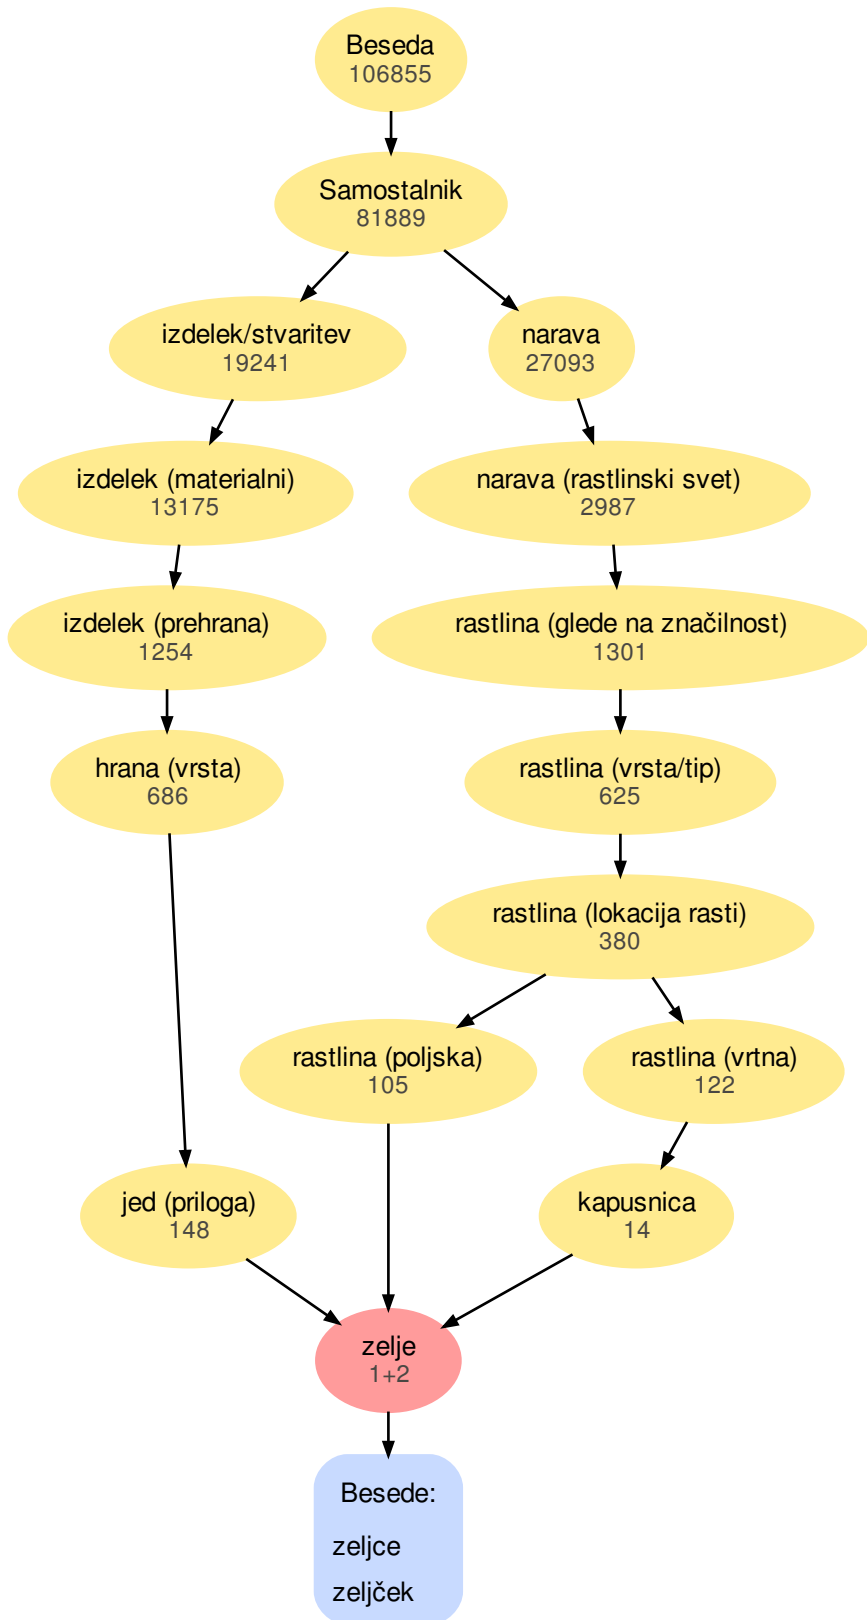 Beseda
106855
Samostalnik
81889
izdelek/stvaritev
19241
narava
27093
izdelek (materialni)
13175
narava (rastlinski svet)
2987
izdelek (prehrana)
1254
rastlina (glede na značilnost)
1301
hrana (vrsta)
686
rastlina (vrsta/tip)
625
rastlina (lokacija rasti)
380
rastlina (poljska)
105
rastlina (vrtna)
122
jed (priloga)
148
kapusnica
14
zelje
1+2
Besede:
zeljce
zeljček